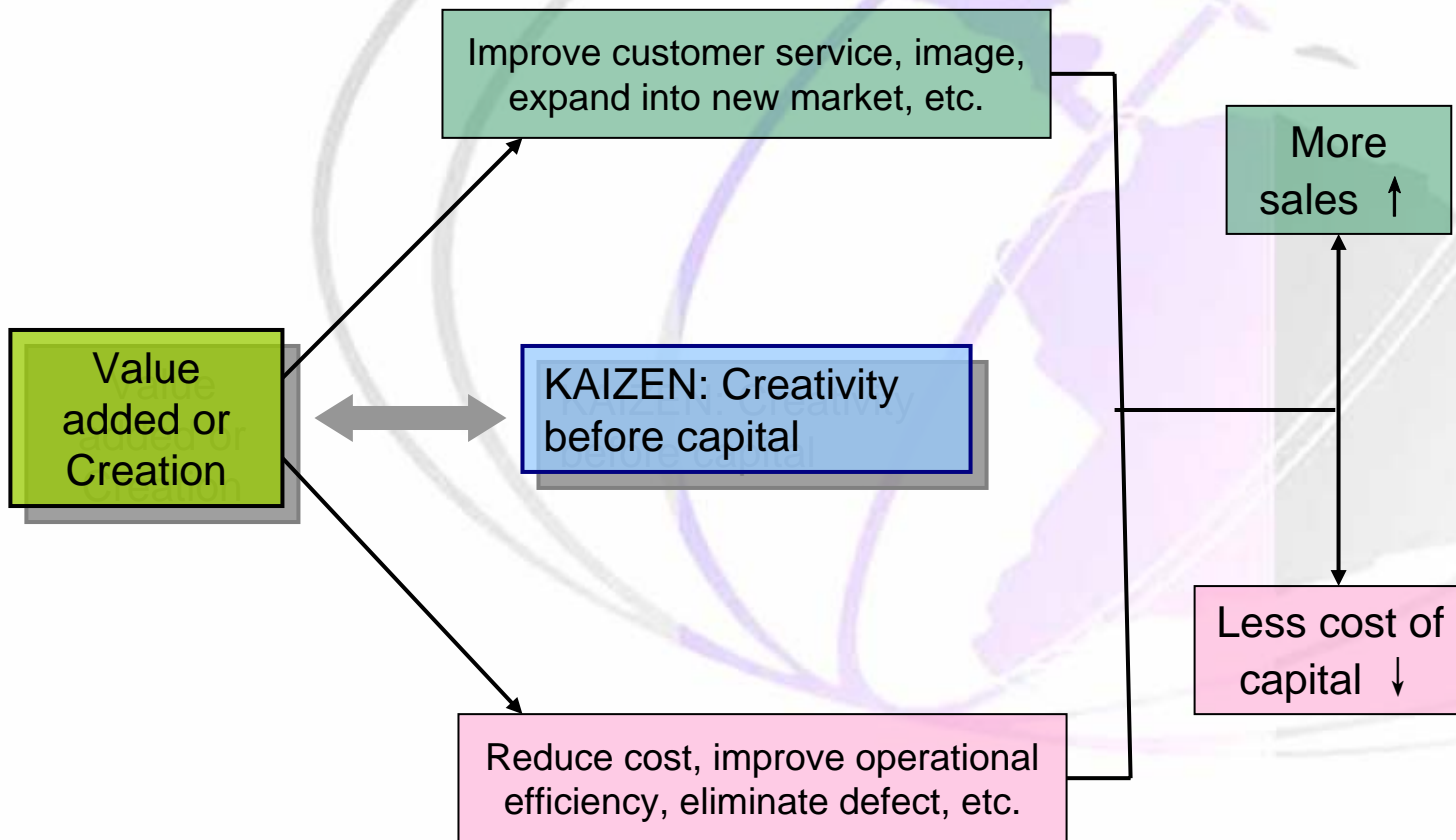 Improve customer service, image,
expand into new market, etc.
More
sales ↑
Value
added or
Creation
KAIZEN: Creativity
before capital
Less cost of
capital ↓
Reduce cost, improve operational
efficiency, eliminate defect, etc.